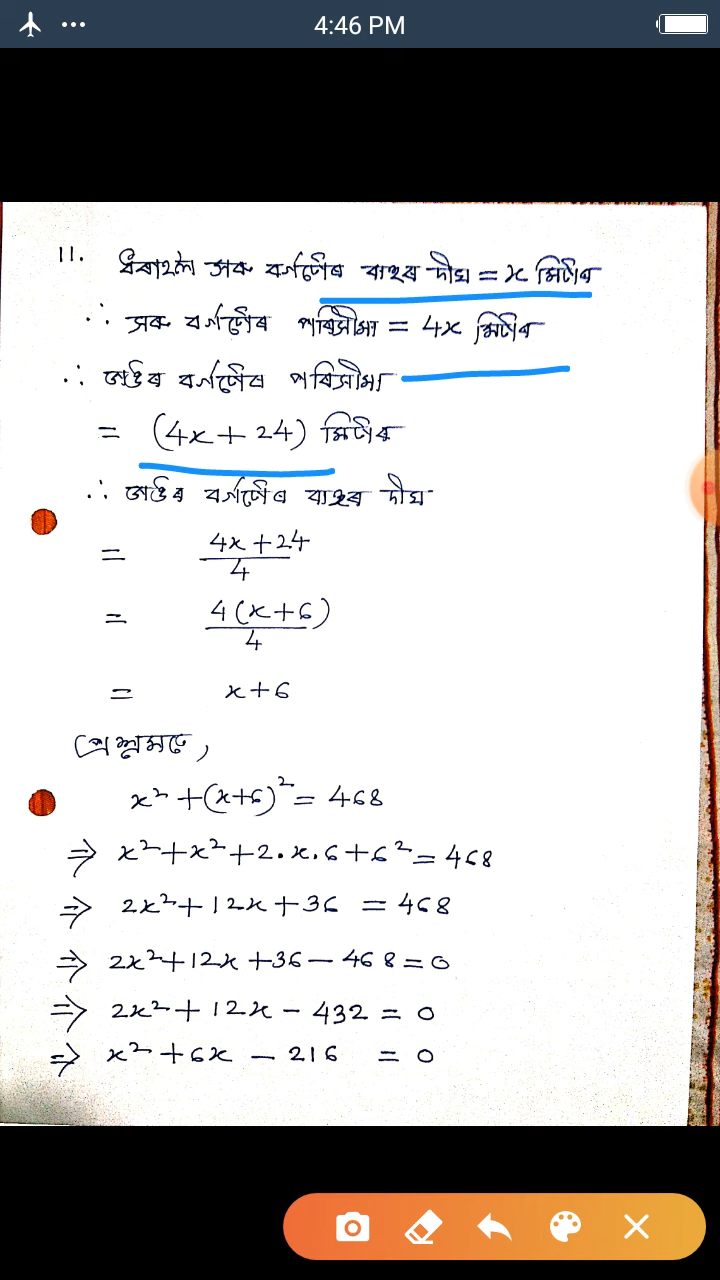 4:46 PM
11. ধৰাহ'ল সৰু বৰ্গটোৰ বাহুৰ দীঘ = x মিটাৰ
∴ সৰু বৰ্গটোৰ পৰিসীমা = 4x মিটাৰ
∴ ডাঙৰ বৰ্গটোৰ পৰিসীমা
= (4x + 24) মিটাৰ
∴ ডাঙৰ বৰ্গটোৰ বাহুৰ দীঘ
= (4x + 24)/4
= 4(x+6)/4
= x+6
প্ৰশ্নমতে,
x² + (x+6)² = 468
⇒ x² + x² + 2.x.6 + 6² = 468
⇒ 2x² + 12x + 36 = 468
⇒ 2x² + 12x + 36 – 468 = 0
⇒ 2x² + 12x – 432 = 0
⇒ x² + 6x – 216 = 0